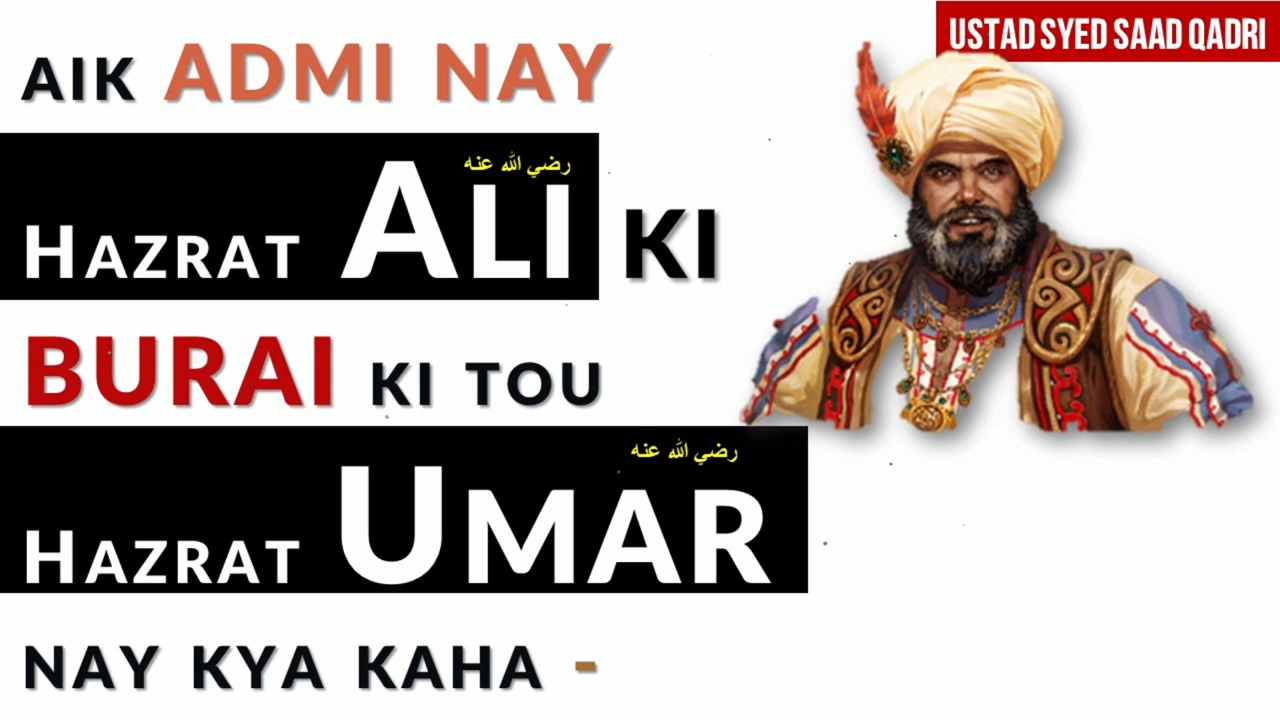 USTAD SYED SAAD QADRI
AIK ADMI NAY
رضي الله عنه
HAZRAT ALI KI
BURAI KI TOU
رضي الله عنه
HAZRAT UMAR
NAY KYA KAHA -